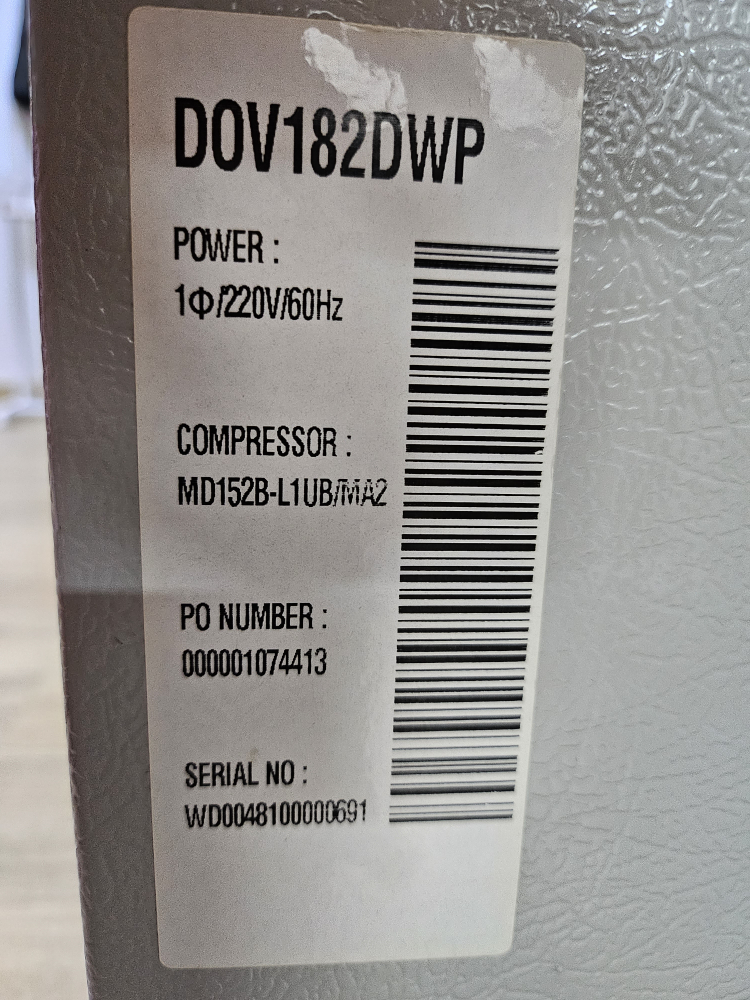 DOV182DWP
POWER :
1Φ/220V/60Hz
COMPRESSOR :
MD152B-L1UB/MA2
PO NUMBER :
000001074413
SERIAL NO :
WD0048100000691